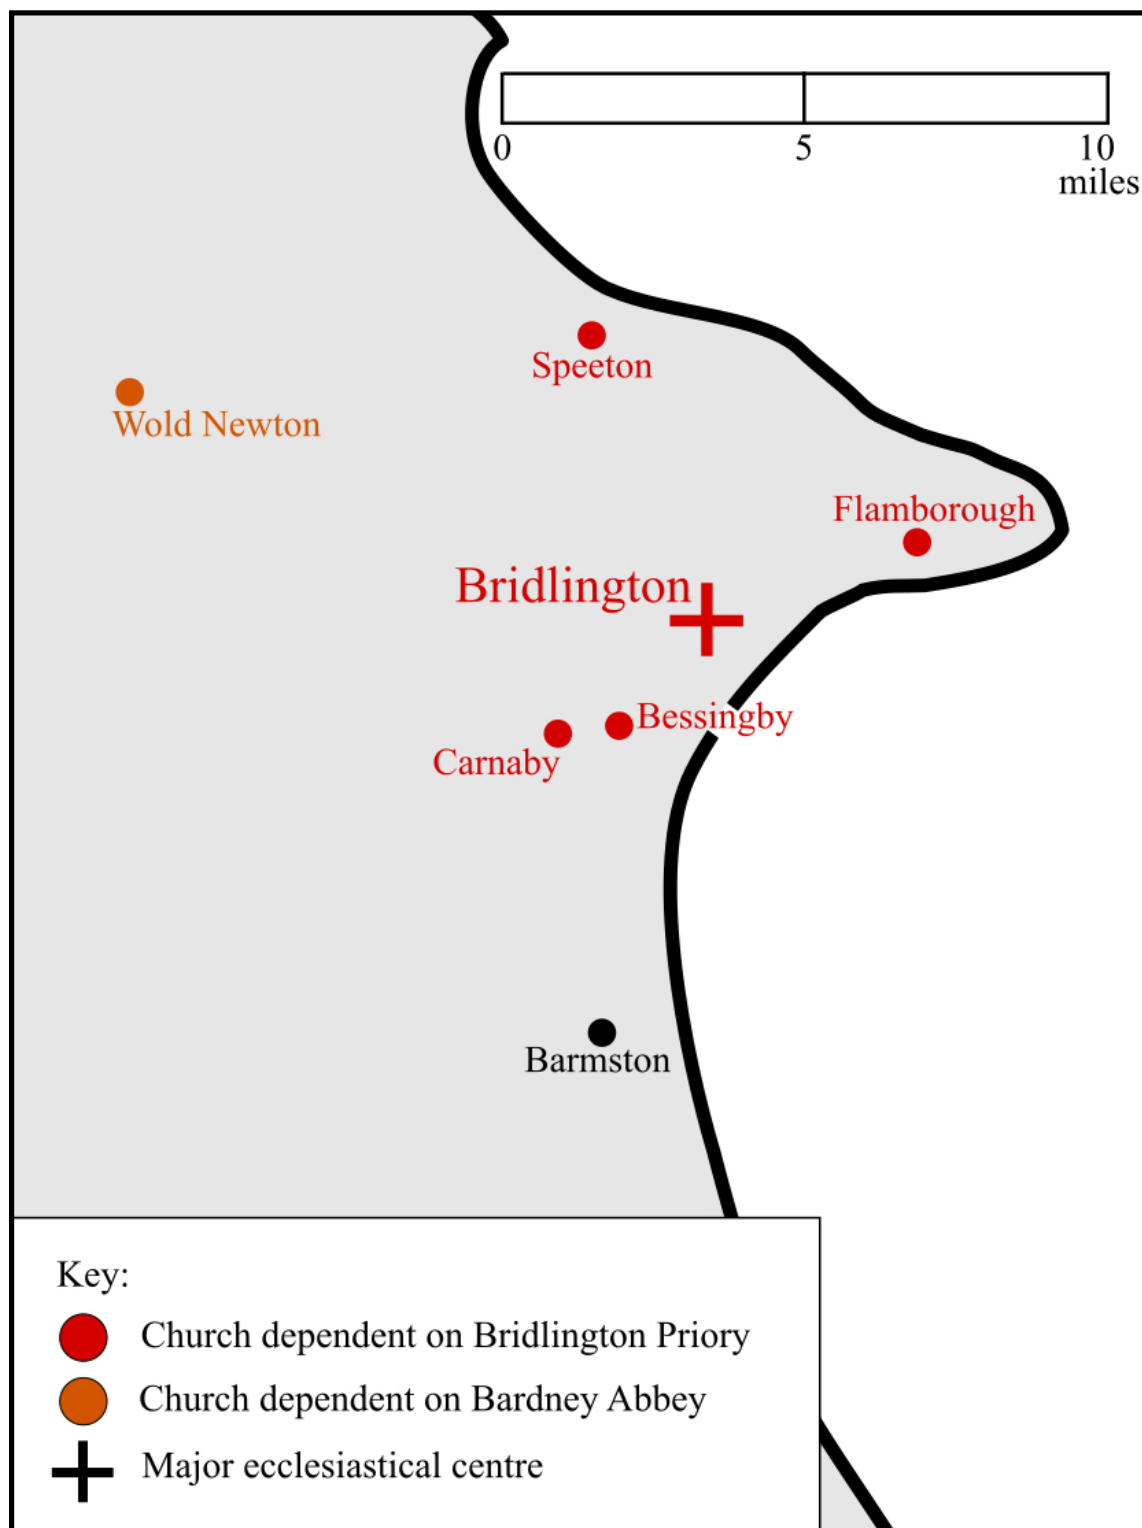 0 5 10
miles
Speeton
Wold Newton
Flamborough
Bridlington
Bessingby
Carnaby
Barmston
Key:
Church dependent on Bridlington Priory
Church dependent on Bardney Abbey
Major ecclesiastical centre